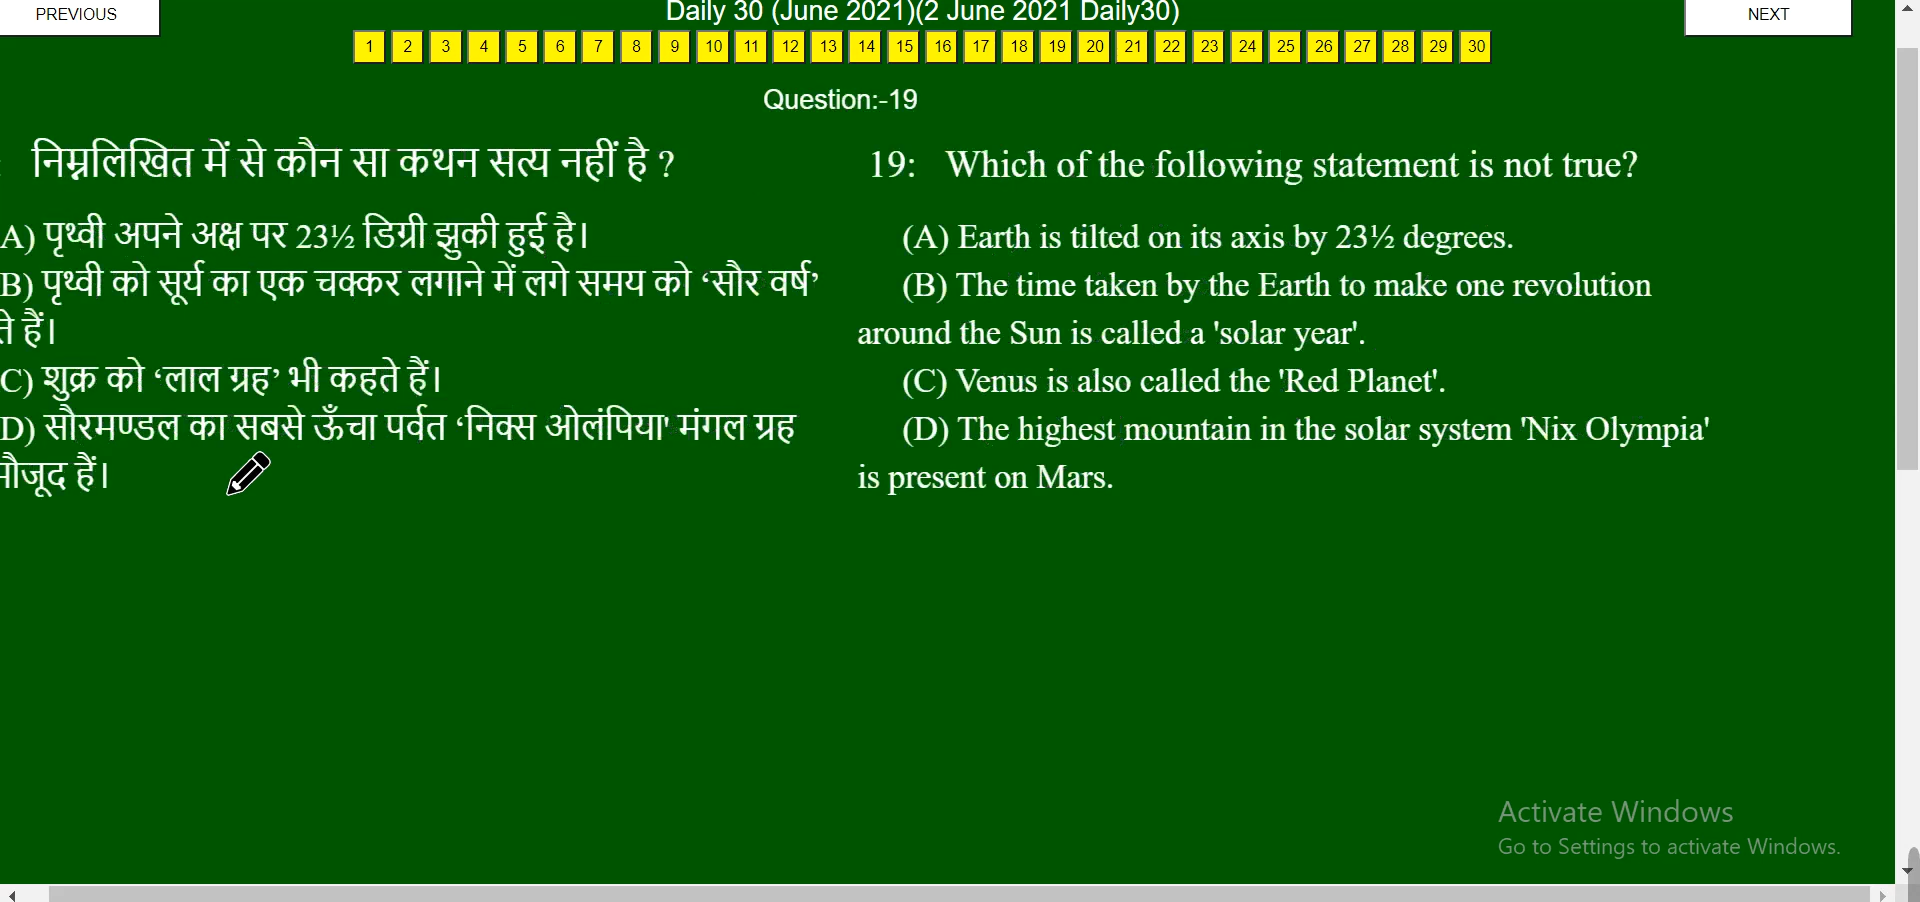 PREVIOUS
Daily 30 (June 2021)(2 June 2021 Daily30)
NEXT
1 2 3 4 5 6 7 8 9 10 11 12 13 14 15 16 17 18 19 20 21 22 23 24 25 26 27 28 29 30
Question:-19
निम्नलिखित में से कौन सा कथन सत्य नहीं है ?
A) पृथ्वी अपने अक्ष पर 23½ डिग्री झुकी हुई है।
B) पृथ्वी को सूर्य का एक चक्कर लगाने में लगे समय को ‘सौर वर्ष’
हैं।
C) शुक्र को ‘लाल ग्रह’ भी कहते हैं।
D) सौरमण्डल का सबसे ऊँचा पर्वत ‘निक्स ओलंपिया' मंगल ग्रह
मौजूद हैं।
19: Which of the following statement is not true?
(A) Earth is tilted on its axis by 23½ degrees.
(B) The time taken by the Earth to make one revolution
around the Sun is called a 'solar year'.
(C) Venus is also called the 'Red Planet'.
(D) The highest mountain in the solar system 'Nix Olympia'
is present on Mars.
Activate Windows
Go to Settings to activate Windows.